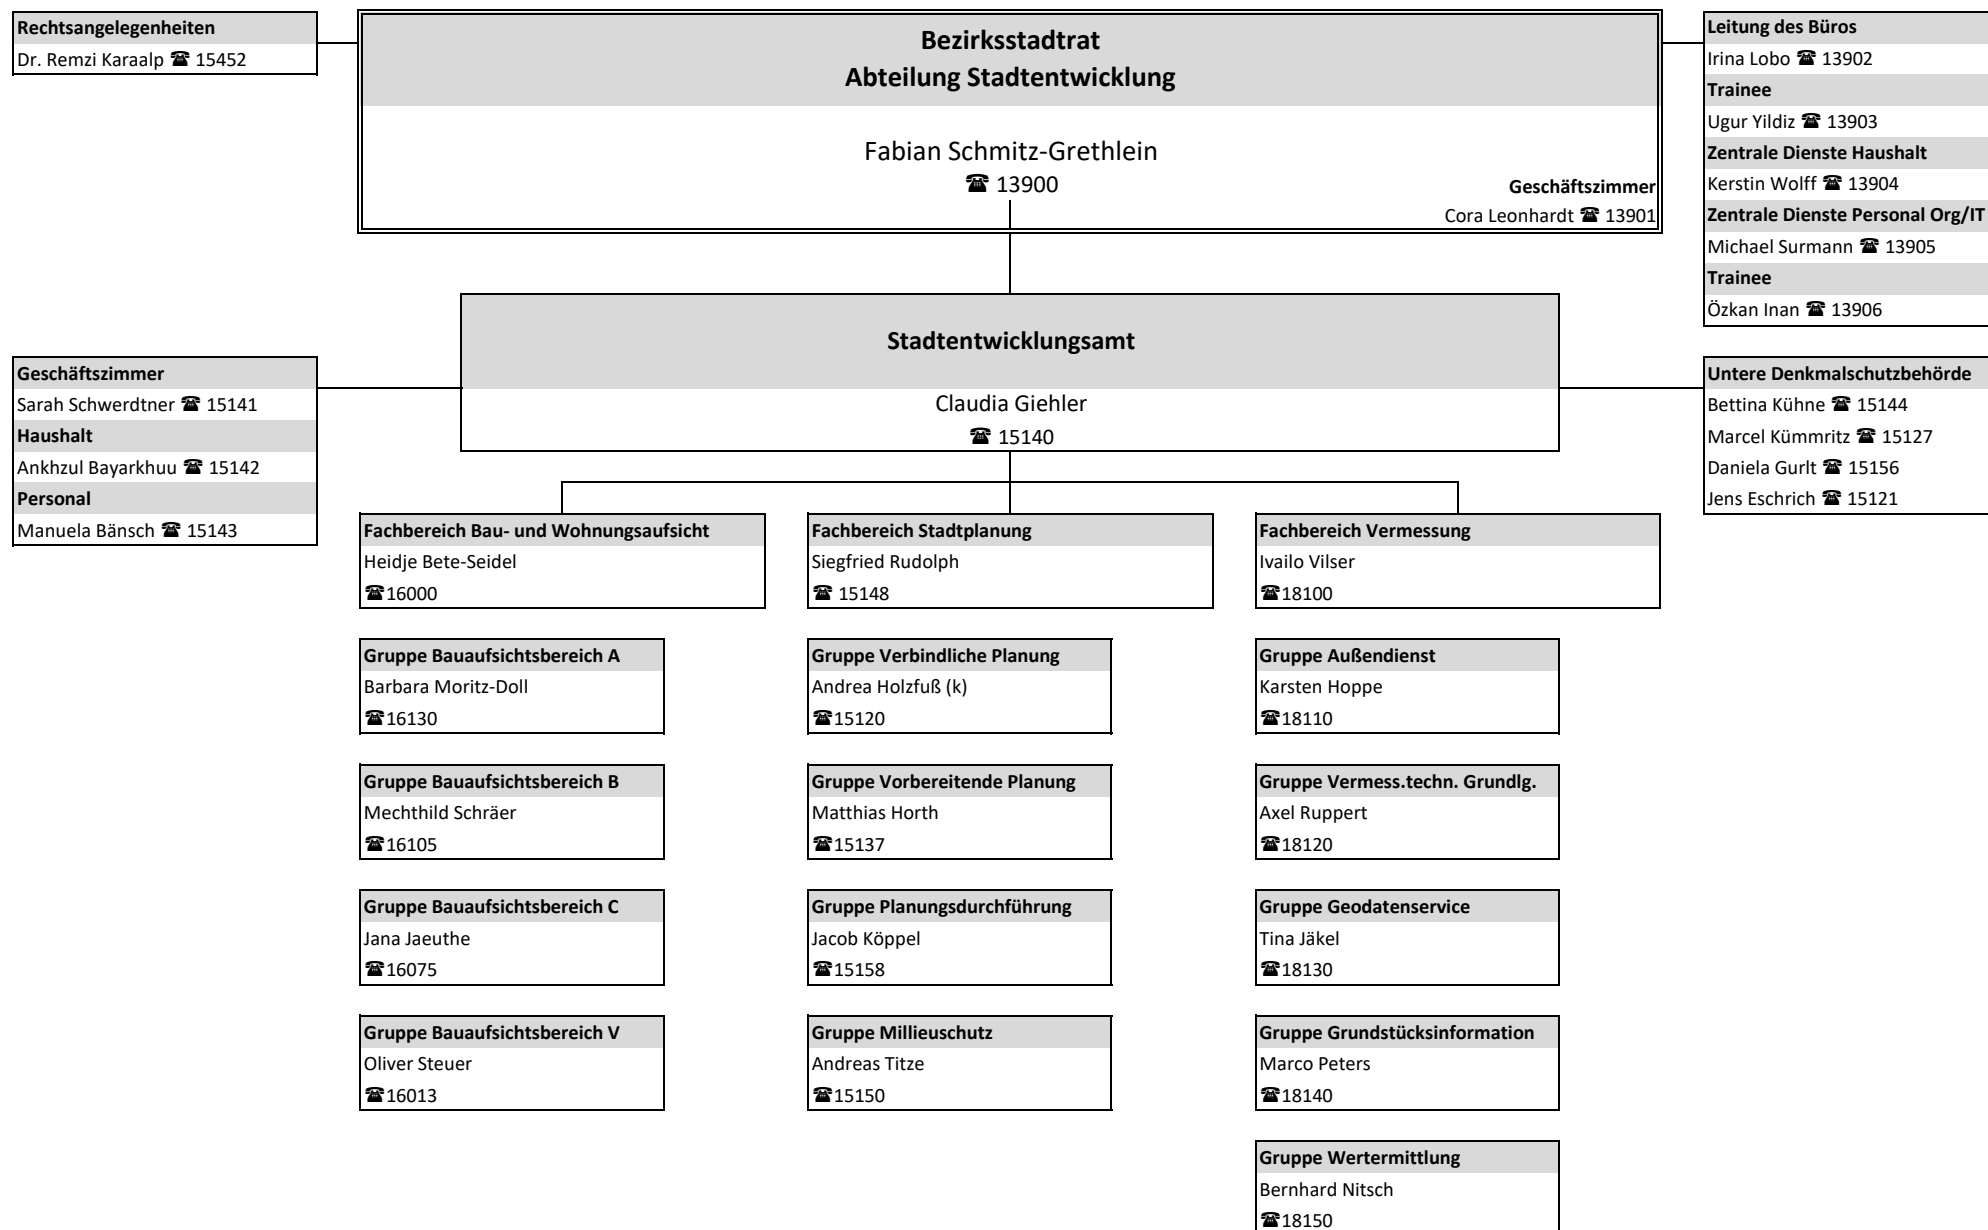 Rechtsangelegenheiten
Dr. Remzi Karaalp ☎ 15452
Bezirksstadtrat
Abteilung Stadtentwicklung
Fabian Schmitz-Grethlein
☎ 13900
Geschäftszimmer
Cora Leonhardt ☎ 13901
Leitung des Büros
Irina Lobo ☎ 13902
Trainee
Ugur Yildiz ☎ 13903
Zentrale Dienste Haushalt
Kerstin Wolff ☎ 13904
Zentrale Dienste Personal Org/IT
Michael Surmann ☎ 13905
Trainee
Özkan Inan ☎ 13906
Stadtentwicklungsamt
Claudia Giehler
☎ 15140
Geschäftszimmer
Sarah Schwerdtner ☎ 15141
Haushalt
Ankhzul Bayarkhuu ☎ 15142
Personal
Manuela Bänsch ☎ 15143
Untere Denkmalschutzbehörde
Bettina Kühne ☎ 15144
Marcel Kümmritz ☎ 15127
Daniela Gurlt ☎ 15156
Jens Eschrich ☎ 15121
Fachbereich Bau- und Wohnungsaufsicht
Heidje Bete-Seidel
☎16000
Gruppe Bauaufsichtsbereich A
Barbara Moritz-Doll
☎16130
Gruppe Bauaufsichtsbereich B
Mechthild Schräer
☎16105
Gruppe Bauaufsichtsbereich C
Jana Jaeuthe
☎16075
Gruppe Bauaufsichtsbereich V
Oliver Steuer
☎16013
Fachbereich Stadtplanung
Siegfried Rudolph
☎ 15148
Gruppe Verbindliche Planung
Andrea Holzfuß (k)
☎15120
Gruppe Vorbereitende Planung
Matthias Horth
☎15137
Gruppe Planungsdurchführung
Jacob Köppel
☎15158
Gruppe Millieuschutz
Andreas Titze
☎15150
Fachbereich Vermessung
Ivailo Vilser
☎18100
Gruppe Außendienst
Karsten Hoppe
☎18110
Gruppe Vermess.techn. Grundlg.
Axel Ruppert
☎18120
Gruppe Geodatenservice
Tina Jäkel
☎18130
Gruppe Grundstücksinformation
Marco Peters
☎18140
Gruppe Wertermittlung
Bernhard Nitsch
☎18150